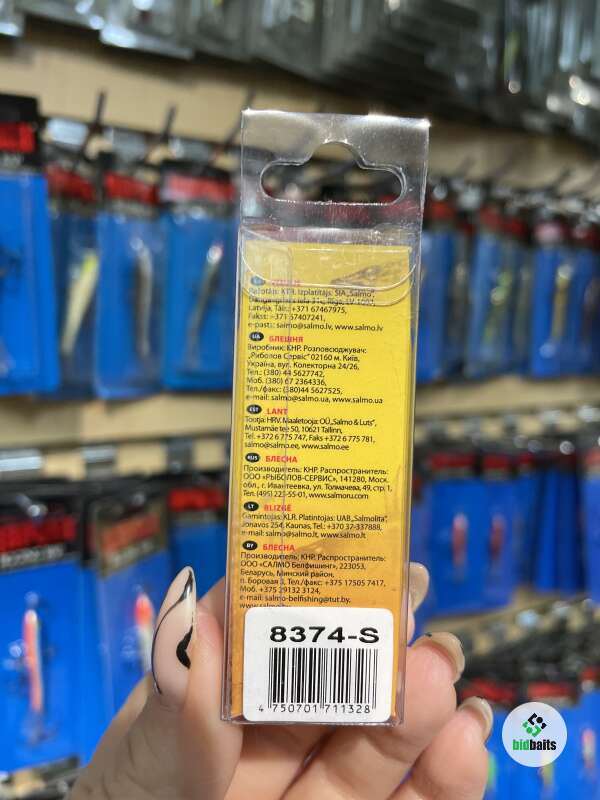 Ražotājs: ĶTR. Izplatītājs: SIA „Salmo”,
Latvija, Tālr.: +371 67467975,
Fakss: +371 67407241,
e-pasts: salmo@salmo.lv, www.salmo.lv
UA БЛЕШНЯ
Виробник: КНР. Розповсюджувач:
„Риболов Сервіс” 02160 м. Київ,
Україна, вул. Колекторна 24/26,
Тел.: (380) 44 5627742,
Моб. (380) 67 2364336,
Тел./факс: (380)44 5627525,
e-mail: salmo@salmo.ua, www.salmo.ua
EST LANT
Tootja: HRV. Maaletooja: OÜ„Salmo & Luts”,
Mustamäe tee 50, 10621 Tallinn,
Tel. +372 6 775 747, Faks +372 6 775 781,
salmo@salmo.ee, www.salmo.ee
RUS БЛЕСНА
Производитель: КНР. Распространитель:
ООО «РЫБОЛОВ-СЕРВИС», 141280, Моск.
обл., г. Ивантеевка, ул. Толмачева, 49, стр. 1,
Тел. (495) 223-55-01, www.salmoru.com
LT BLIZGĖ
Gamintojas: KLR. Platintojas: UAB„Salmolita”,
Jonavos 254, Kaunas, Tel.: +370 37-337888,
salmo@salmo.lt, www.salmo.lt
BY БЛЕСНА
Производитель: КНР. Распространитель:
ООО «САЛМО Белфишинг», 223053,
Беларусь, Минский район,
п. Боровая 1, Тел./факс: +375 17505 7417,
Моб. +375 29132 3124,
e-mail: salmo-belfishing@tut.by,
8374-S
4 750701 711328
bidbaits